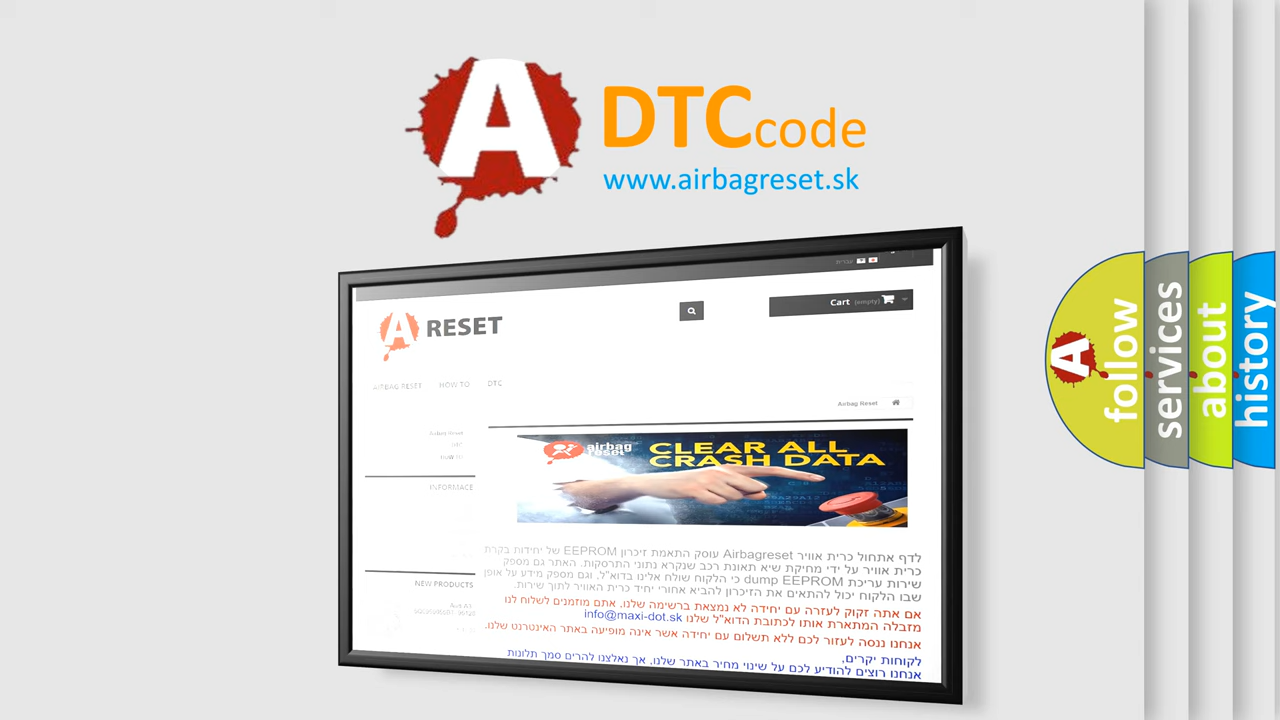 A DTCcode
www.airbagreset.sk
עברית
Cart (empty)
A RESET
AIRBAG RESET HOW TO DTC
Airbag Reset
Airbag Reset
DTC
HOW TO
INFORMACE
NEW PRODUCTS
airbag
reset
CLEAR ALL
CRASH DATA
לדף אתחול כרית אוויר Airbagreset עוסק התאמת זיכרון EEPROM של יחידות בקרת
כרית אוויר על ידי מחיקת שיא תאונת רכב שנקרא נתוני התרסקות. האתר גם מספק
שירות עריכת dump EEPROM כי הלקוח שולח אלינו בדוא"ל, וגם מספק מידע על אופן
שבו הלקוח יכול להתאים את הזיכרון להביא אחורי יחיד כרית האוויר לתוך שירות.
אם אתה זקוק לעזרה עם יחידה לא נמצאת ברשימה שלנו, אתם מוזמנים לשלוח לנו
מזבלה המתארת אותו לכתובת הדוא"ל שלנו info@maxi-dot.sk
אנחנו ננסה לעזור לכם ללא תשלום עם יחידה אשר אינה מופיעה באתר האינטרנט שלנו.
לקוחות יקרים,
אנחנו רוצים להודיע לכם על שינוי מחיר באתר שלנו, אך נאלצנו להרים סמך תלונות
A follow
services
about
history